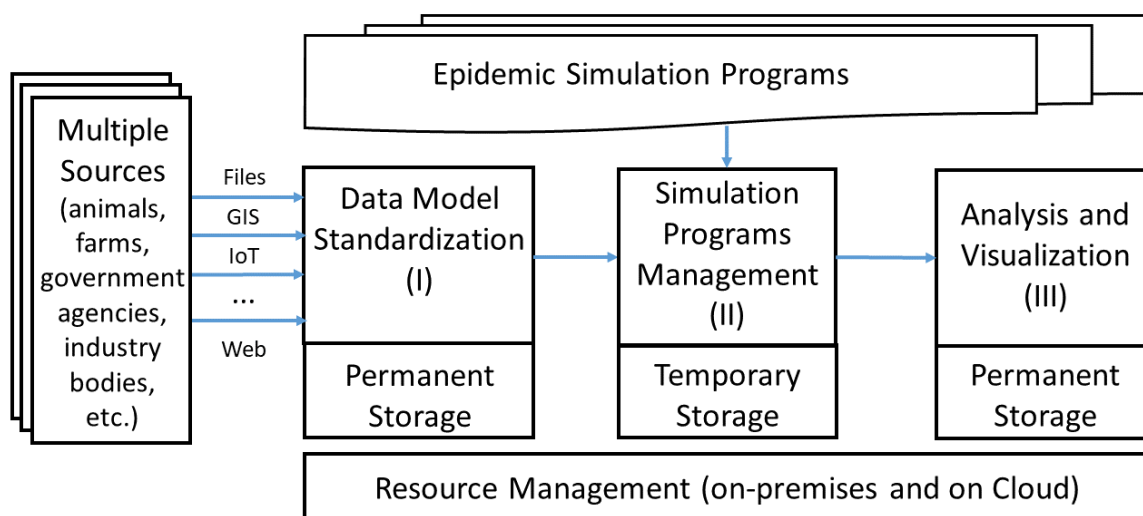 Epidemic Simulation Programs
Multiple
Sources
(animals,
farms,
government
agencies,
industry
bodies,
etc.)
Files
GIS
IoT
...
Web
Data Model
Standardization
(I)
Permanent
Storage
Simulation
Programs
Management
(II)
Temporary
Storage
Analysis and
Visualization
(III)
Permanent
Storage
Resource Management (on-premises and on Cloud)